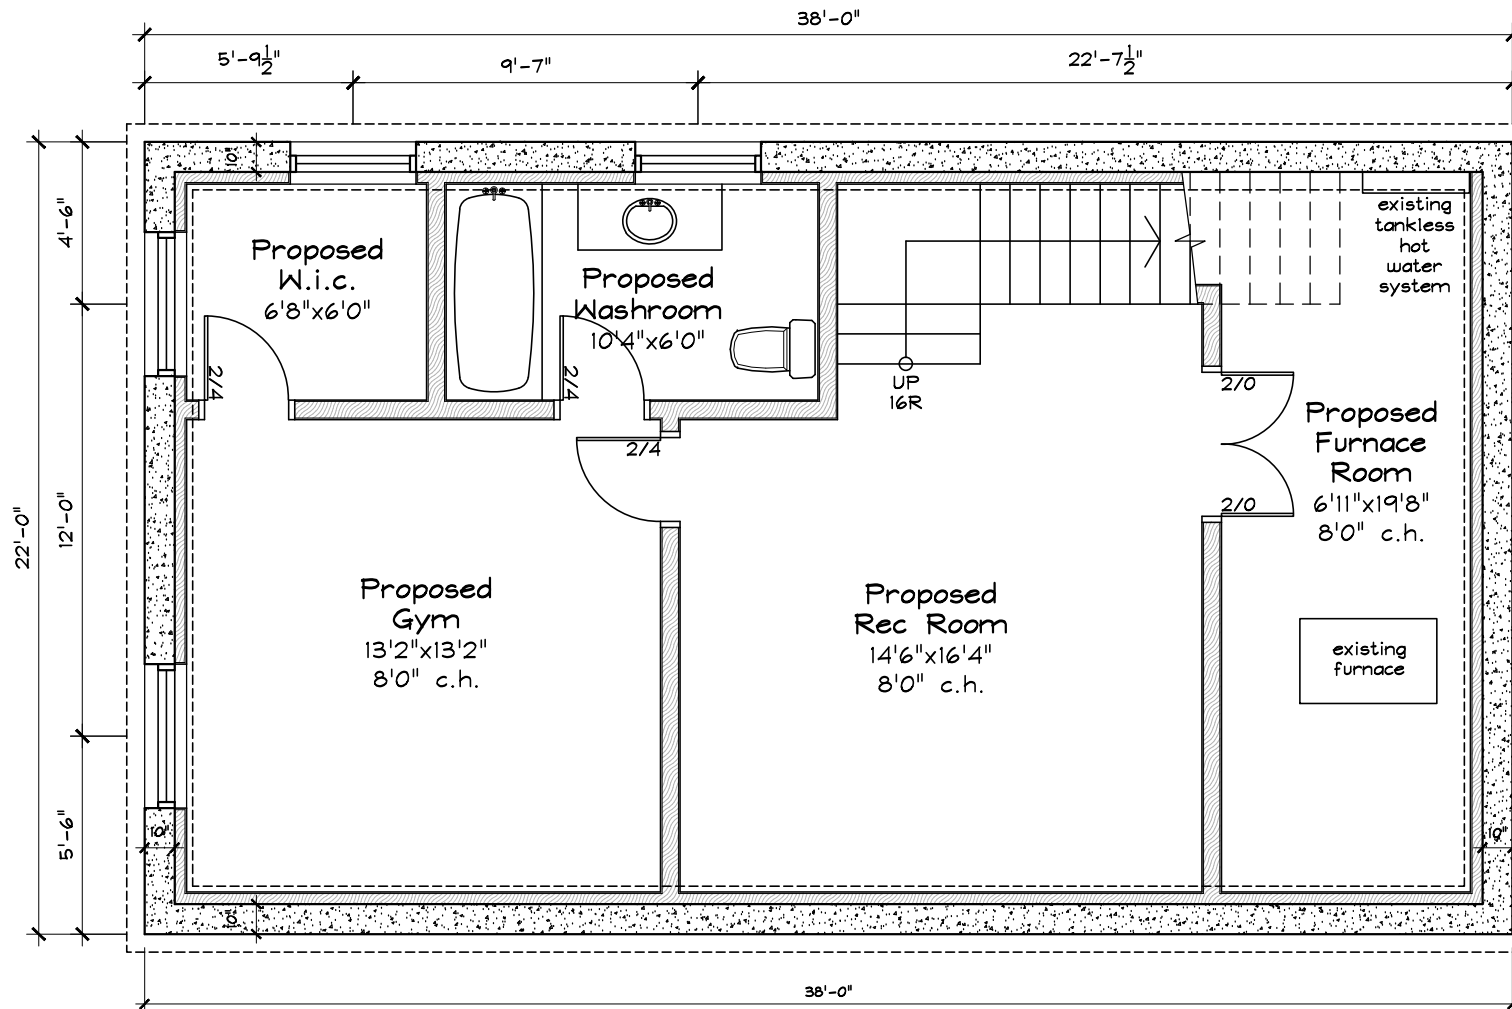 38'-0"
5'-9½"
9'-7"
22'-7½"
10"
4'-6"
12'-0"
22'-0"
5'-6"
Proposed
W.i.c.
6'8"x6'0"
2/4
Proposed
Washroom
10'4"x6'0"
2/4
2/4
UP
16R
existing
tankless
hot
water
system
2/0
Proposed
Furnace
Room
6'11"x19'8"
8'0" c.h.
2/0
Proposed
Gym
13'2"x13'2"
8'0" c.h.
Proposed
Rec Room
14'6"x16'4"
8'0" c.h.
existing
furnace
10"
10"
10"
38'-0"